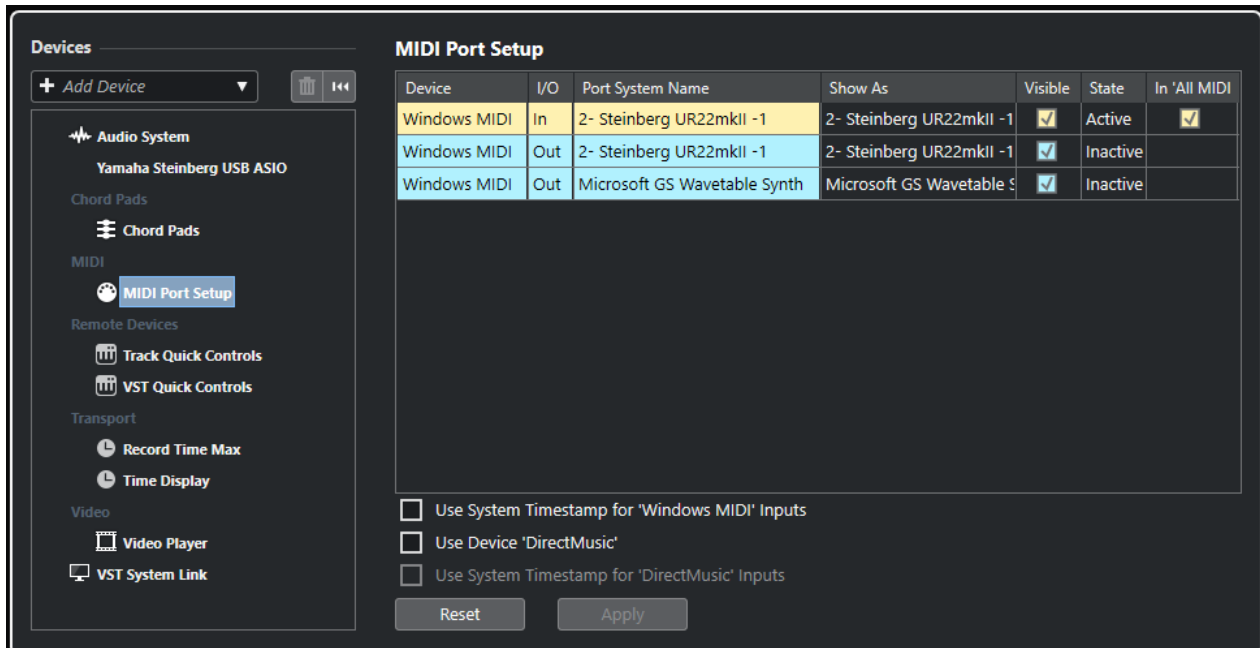 Devices
Add Device
Audio System
Yamaha Steinberg USB ASIO
Chord Pads
Chord Pads
MIDI
MIDI Port Setup
Remote Devices
Track Quick Controls
VST Quick Controls
Transport
Record Time Max
Time Display
Video
Video Player
VST System Link
MIDI Port Setup
Device I/O Port System Name Show As Visible State In 'All MIDI
Windows MIDI In 2- Steinberg UR22mkII -1 2- Steinberg UR22mkII -1 Active
Windows MIDI Out 2- Steinberg UR22mkII -1 2- Steinberg UR22mkII -1 Inactive
Windows MIDI Out Microsoft GS Wavetable Synth Microsoft GS Wavetable S Inactive
Use System Timestamp for 'Windows MIDI' Inputs
Use Device 'DirectMusic'
Use System Timestamp for 'DirectMusic' Inputs
Reset Apply